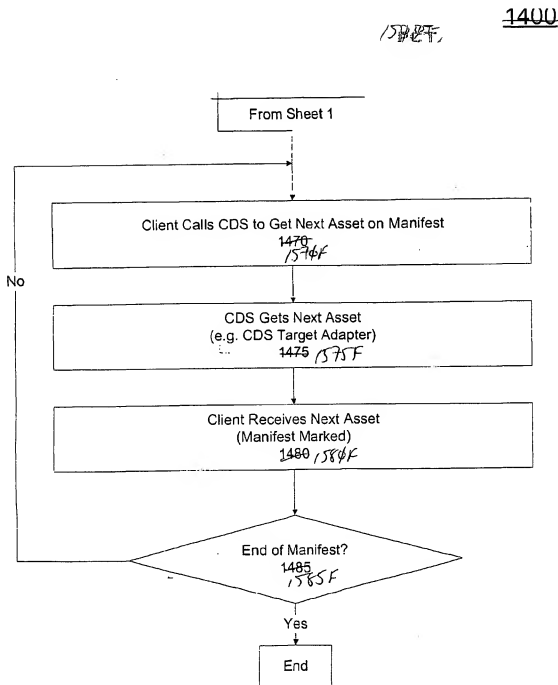 1400
From Sheet 1
Client Calls CDS to Get Next Asset on Manifest
1470
157φF
No
CDS Gets Next Asset
(e.g. CDS Target Adapter)
1475 1575F
Client Receives Next Asset
(Manifest Marked)
1480 158φF
End of Manifest?
1485
1585F
Yes
End